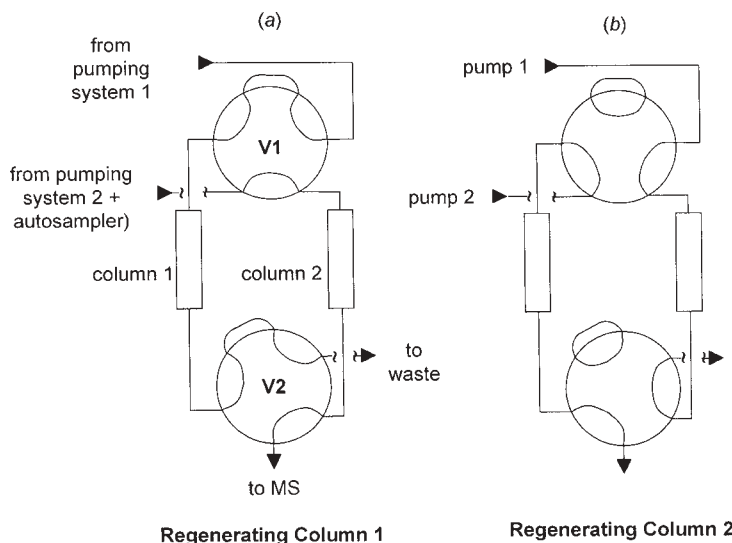 (a)
from
pumping
system 1
V1
from pumping
system 2 +
autosampler)
column 1
column 2
V2
to
waste
to MS
Regenerating Column 1
(b)
pump 1
pump 2
Regenerating Column 2